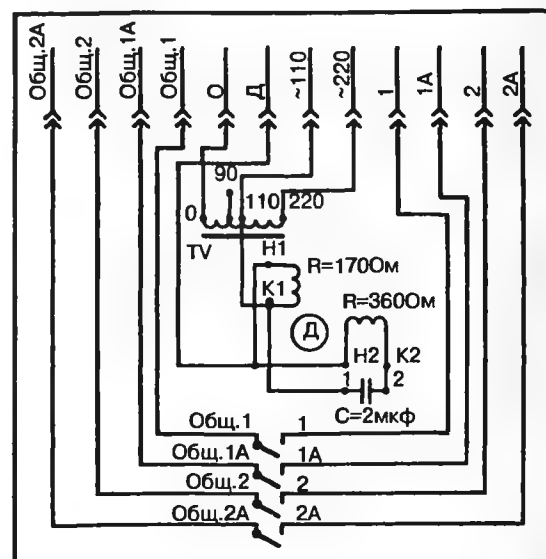 Общ.2А
Общ.2
Общ.1А
Общ.1
О
Д
~110
~220
1
1А
2
2А
90
0
110
220
TV
Н1
R=170Ом
К1
R=360Ом
Д
Н2
К2
1
2
С=2мкф
Общ.1
1
Общ.1А
1А
Общ.2
2
Общ.2А
2А